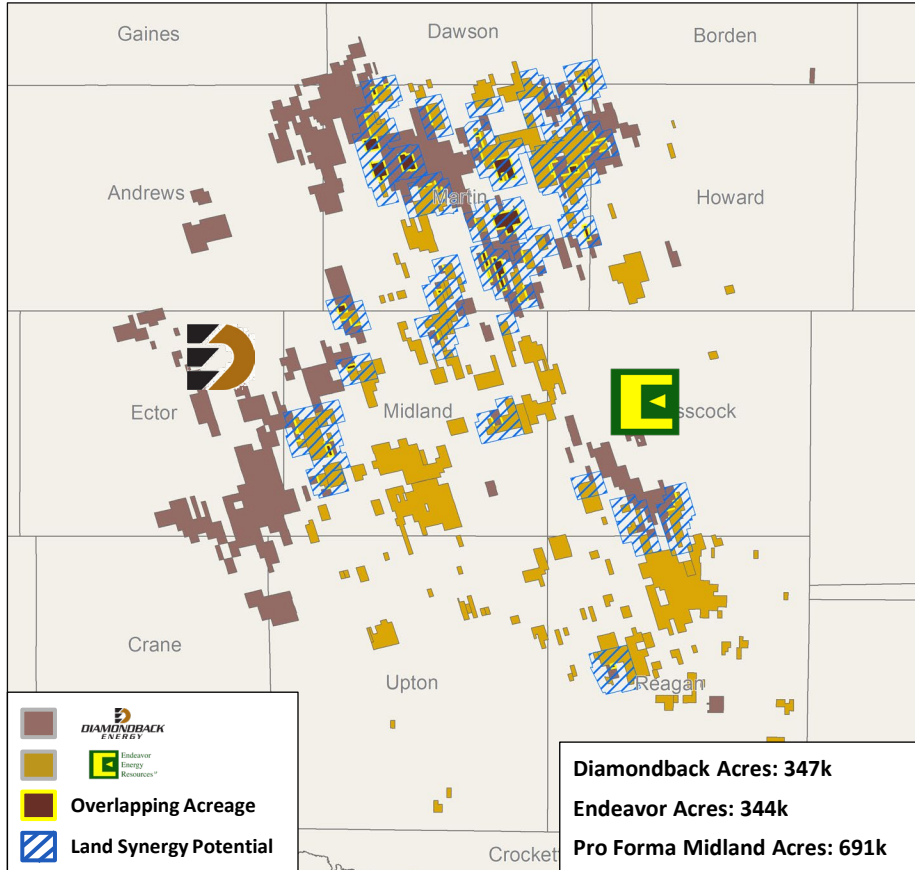 Gaines
Dawson
Borden
Andrews
Martin
Howard
Ector
Midland
sscock
Crane
Upton
Reagan
Crockett
DIAMONDBACK
ENERGY
Endeavor
Energy
Resources
Overlapping Acreage
Land Synergy Potential
Diamondback Acres: 347k
Endeavor Acres: 344k
Pro Forma Midland Acres: 691k